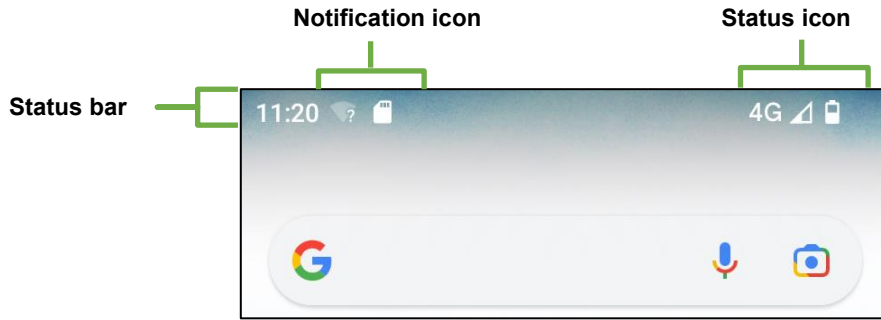 Notification icon
Status icon
Status bar
11:20 ?
4G
G